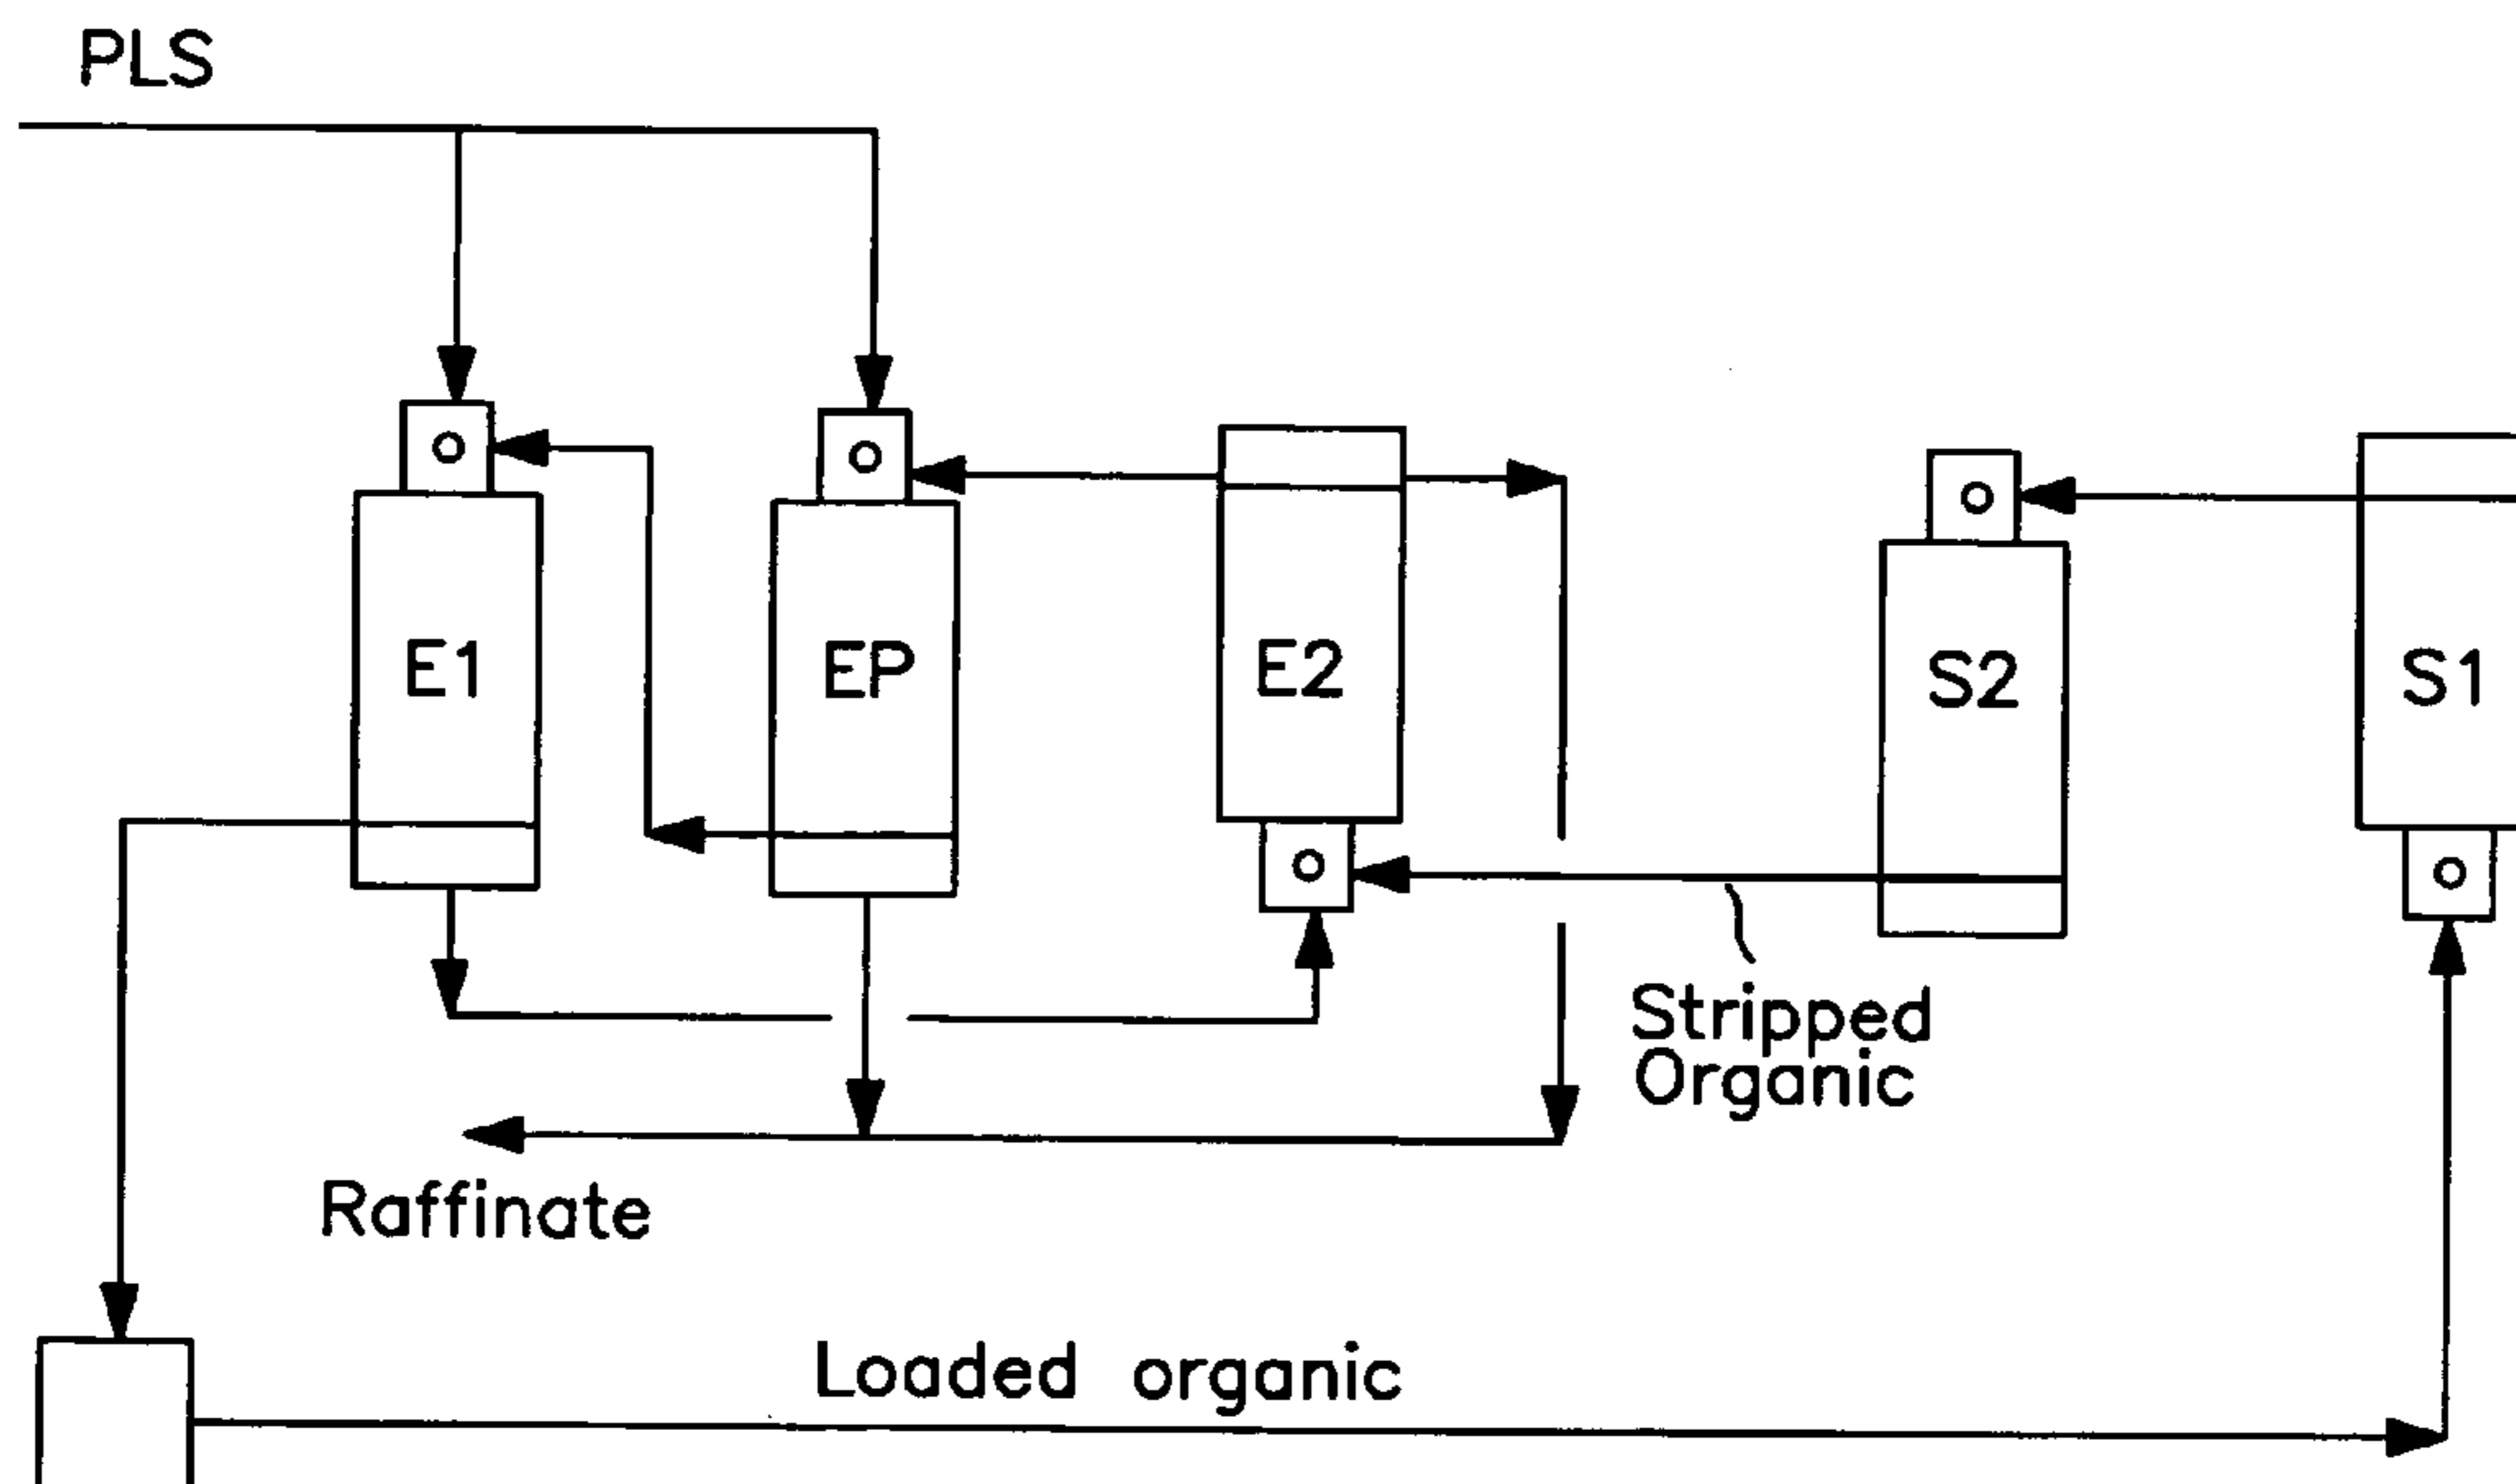 PLS
E1
EP
E2
S2
S1
Stripped
Organic
Raffinate
Loaded organic